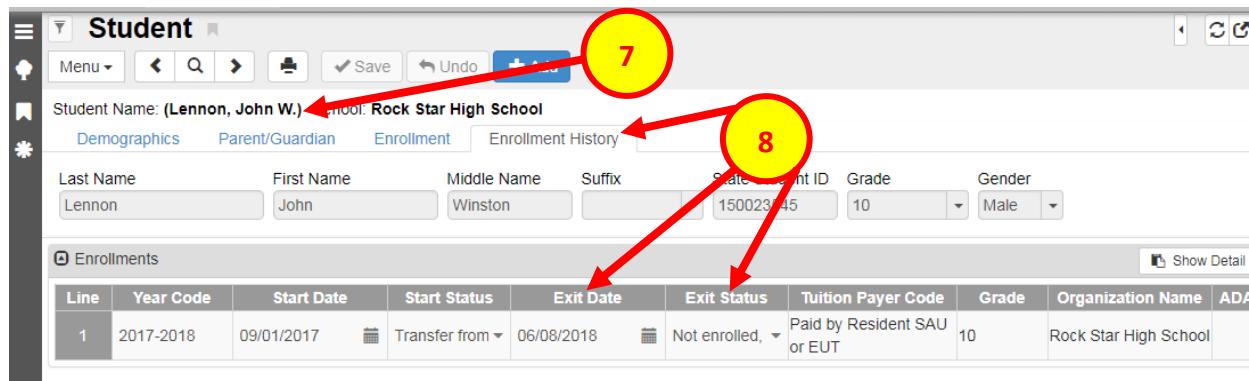 Student
Menu Save Undo Add
7
Student Name: (Lennon, John W.) School: Rock Star High School
Demographics Parent/Guardian Enrollment Enrollment History
8
Last Name First Name Middle Name Suffix State Student ID Grade Gender
Lennon John Winston 10 Male
Enrollments Show Detail
Line Year Code Start Date Start Status Exit Date Exit Status Tuition Payer Code Grade Organization Name ADA
1 2017-2018 09/01/2017 Transfer from 06/08/2018 Not enrolled, Paid by Resident SAU 10 Rock Star High School
or EUT